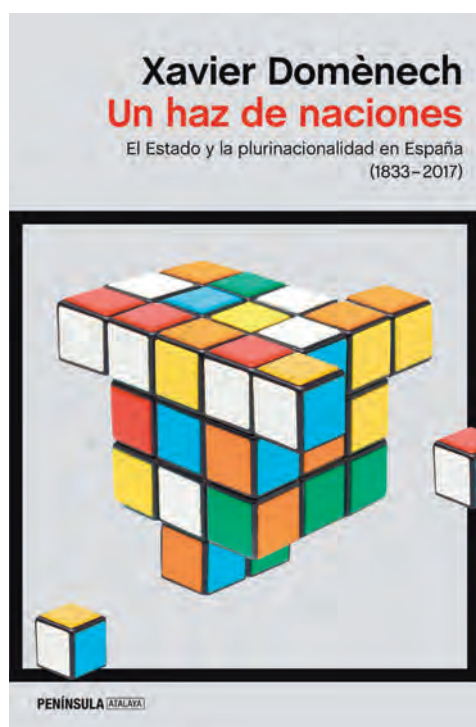 Xavier Domènech
Un haz de naciones
El Estado y la plurinacionalidad en España
(1833–2017)
PENÍNSULA ATALAYA